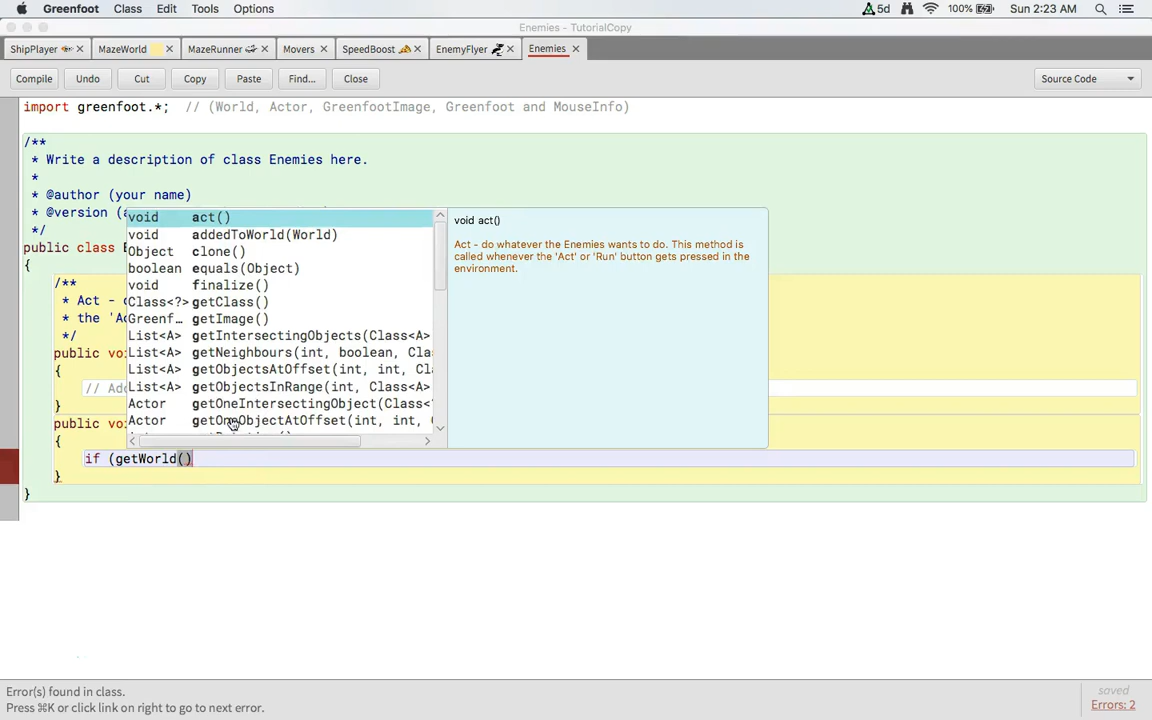 Greenfoot Class Edit Tools Options 5d 100% Sun 2:23 AM
Enemies - TutorialCopy
ShipPlayer MazeWorld MazeRunner Movers SpeedBoost EnemyFlyer Enemies
Compile Undo Cut Copy Paste Find... Close Source Code
import greenfoot.*; // (World, Actor, GreenfootImage, Greenfoot and MouseInfo)
/**
* Write a description of class Enemies here.
*
* @author (your name)
* @version (a
*/
public class E
{
/**
* Act - d
* the 'Ac
*/
public voi
{
// Add
}
public voi
{
if (getWorld()
}
}
void act()
void addedToWorld(World)
Object clone()
boolean equals(Object)
void finalize()
Class<?> getClass()
Greenf… getImage()
List<A> getIntersectingObjects(Class<A>
List<A> getNeighbours(int, boolean, Cla
List<A> getObjectsAtOffset(int, int, Cl
List<A> getObjectsInRange(int, Class<A>
Actor getOneIntersectingObject(Class<?
Actor getOneObjectAtOffset(int, int, C
void act()
Act - do whatever the Enemies wants to do. This method is
called whenever the 'Act' or 'Run' button gets pressed in the
environment.
Error(s) found in class.
Press ⌘K or click link on right to go to next error.
saved
Errors: 2